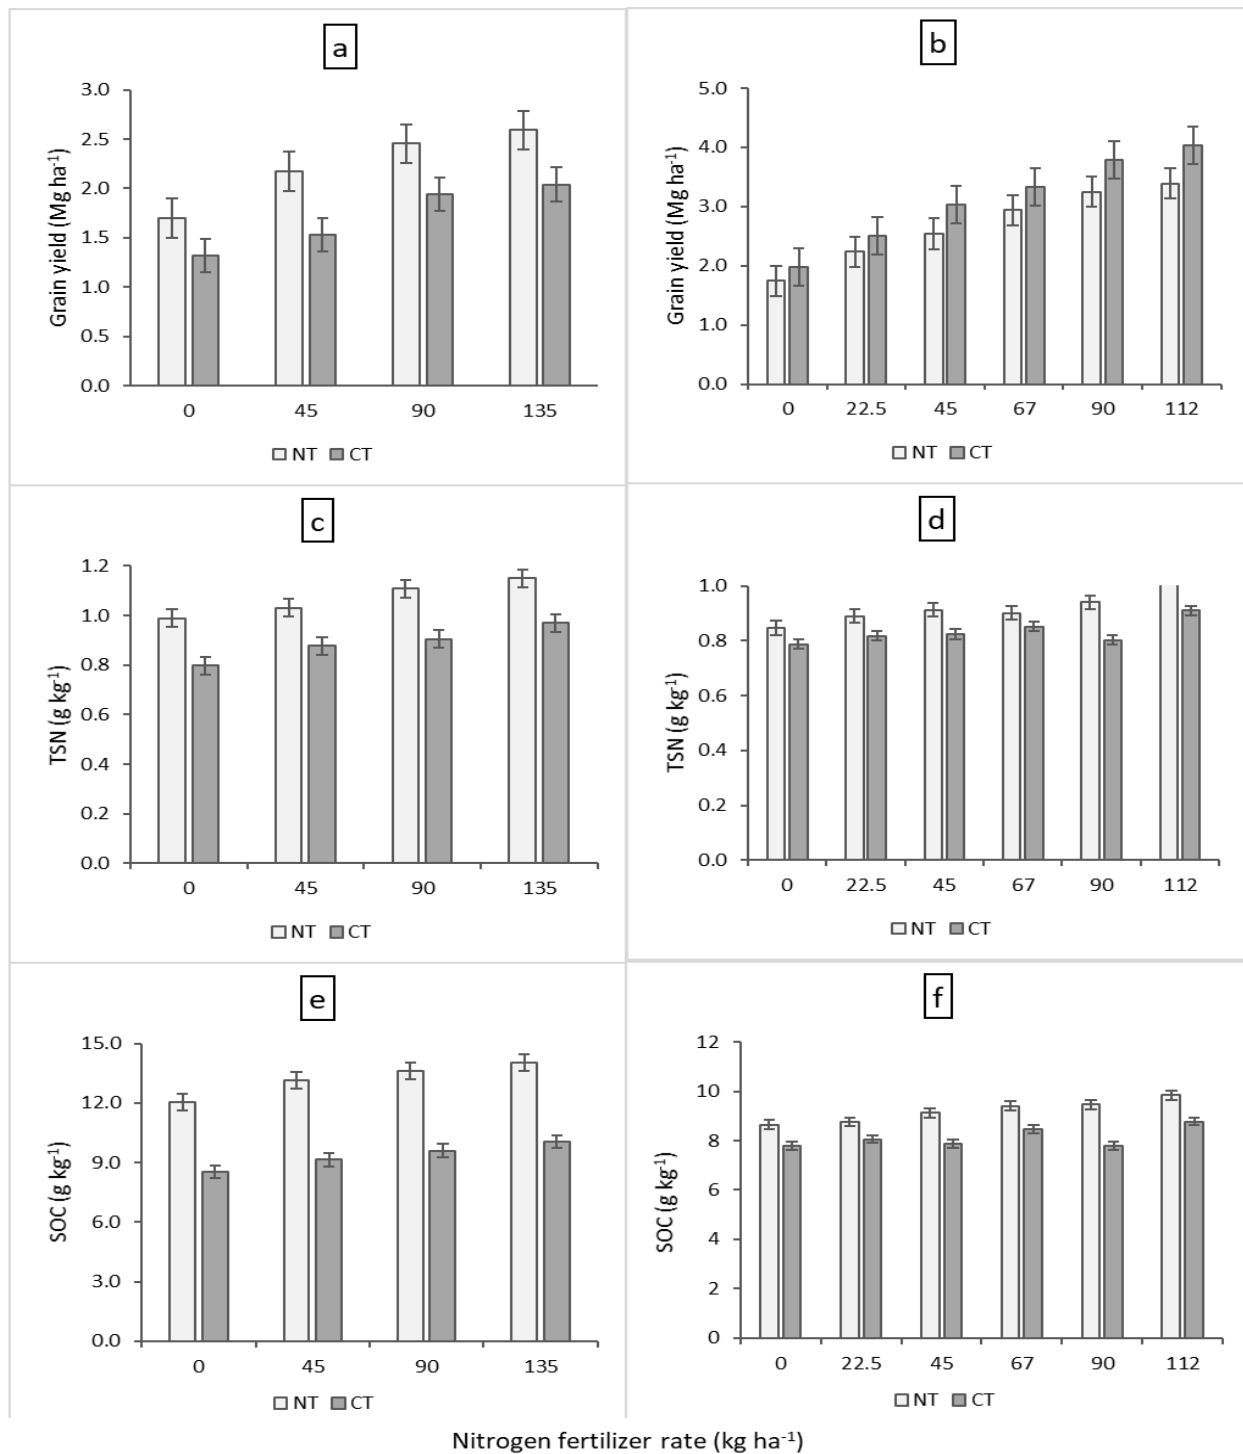 a
Grain yield (Mg ha⁻¹)
3.0
2.5
2.0
1.5
1.0
0.5
0.0
0 45 90 135
NT CT
b
Grain yield (Mg ha⁻¹)
5.0
4.0
3.0
2.0
1.0
0.0
0 22.5 45 67 90 112
NT CT
c
TSN (g kg⁻¹)
1.2
1.0
0.8
0.6
0.4
0.2
0.0
0 45 90 135
NT CT
d
TSN (g kg⁻¹)
1.0
0.8
0.6
0.4
0.2
0.0
0 22.5 45 67 90 112
NT CT
e
SOC (g kg⁻¹)
15.0
12.0
9.0
6.0
3.0
0.0
0 45 90 135
NT CT
f
SOC (g kg⁻¹)
12
10
8
6
4
2
0
0 22.5 45 67 90 112
NT CT
Nitrogen fertilizer rate (kg ha⁻¹)